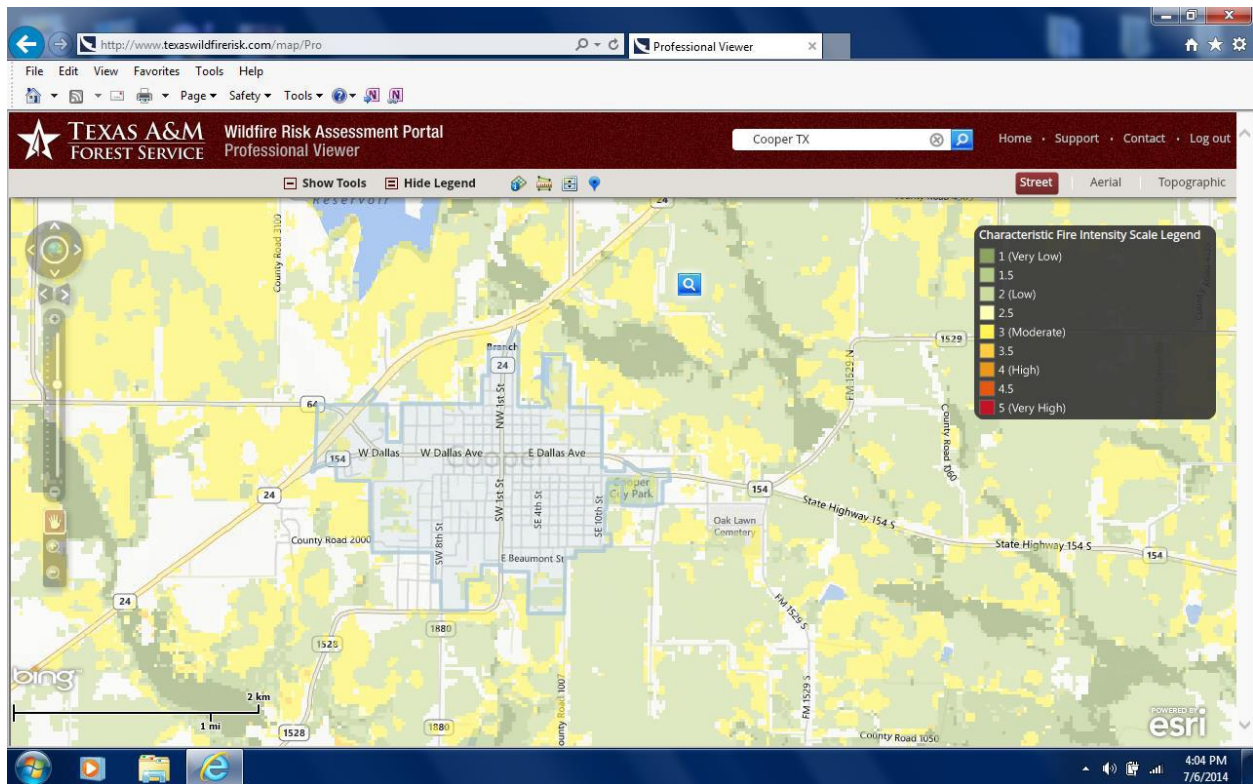 http://www.texaswildfirerisk.com/map/Pro
Professional Viewer
File Edit View Favorites Tools Help
Page Safety Tools
TEXAS A&M
FOREST SERVICE
Wildfire Risk Assessment Portal
Professional Viewer
Cooper TX
Home · Support · Contact · Log out
Show Tools Hide Legend
Street Aerial Topographic
Reservoir
24
County Road 3100
Characteristic Fire Intensity Scale Legend
1 (Very Low)
1.5
2 (Low)
2.5
3 (Moderate)
3.5
4 (High)
4.5
5 (Very High)
1529
Branch
24
NW 1st St
FM 1529 N
County Road 1060
64
154
W Dallas
W Dallas Ave
E Dallas Ave
Cooper
Cooper
City Park
154
24
SW 1st St
SE 4th St
SE 10th St
State Highway 154 S
Oak Lawn
Cemetery
County Road 2000
SW 8th St
E Beaumont St
State Highway 154 S
154
24
FM 1529 S
1880
1528
bing
2 km
1 mi
1528
1880
County Road 1007
FM 1529 S
County Road 1050
POWERED BY
esri
4:04 PM
7/6/2014